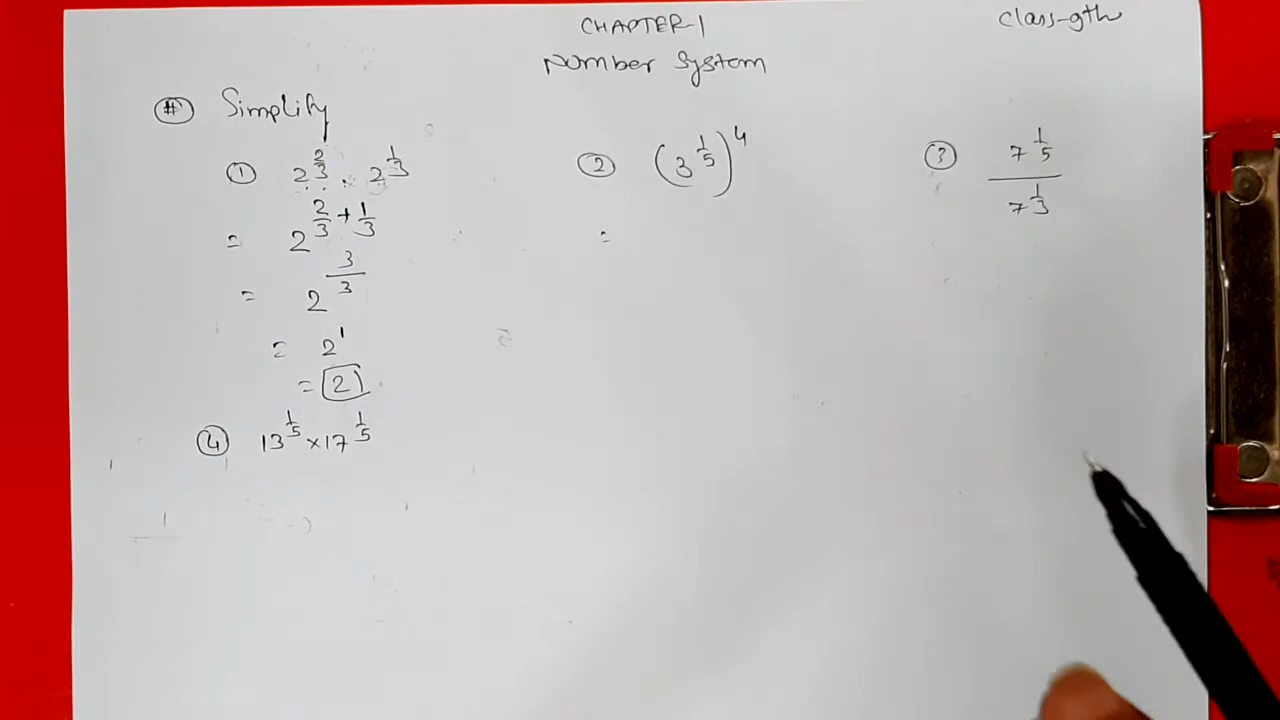 CHAPTER-1
Class-9th
Number System
# Simplify
① 2^{2/3} . 2^{1/3}
= 2^{2/3 + 1/3}
= 2^{3/3}
= 2^1
= 2
② (3^{1/5})^4
=
③ 7^{1/5} / 7^{1/3}
④ 13^{1/5} × 17^{1/5}